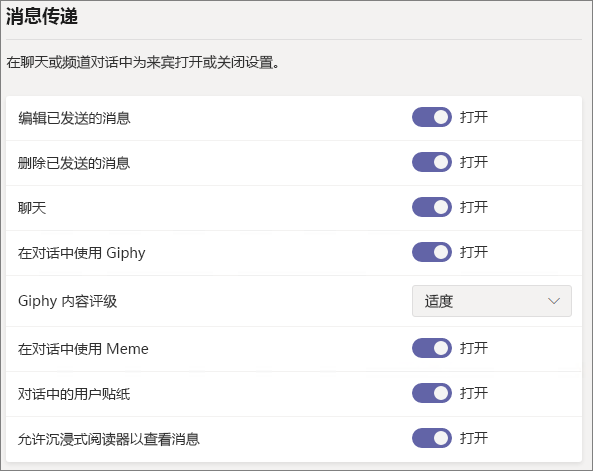 消息传递
在聊天或频道对话中为来宾打开或关闭设置。
编辑已发送的消息 打开
删除已发送的消息 打开
聊天 打开
在对话中使用 Giphy 打开
Giphy 内容评级 适度
在对话中使用 Meme 打开
对话中的用户贴纸 打开
允许沉浸式阅读器以查看消息 打开